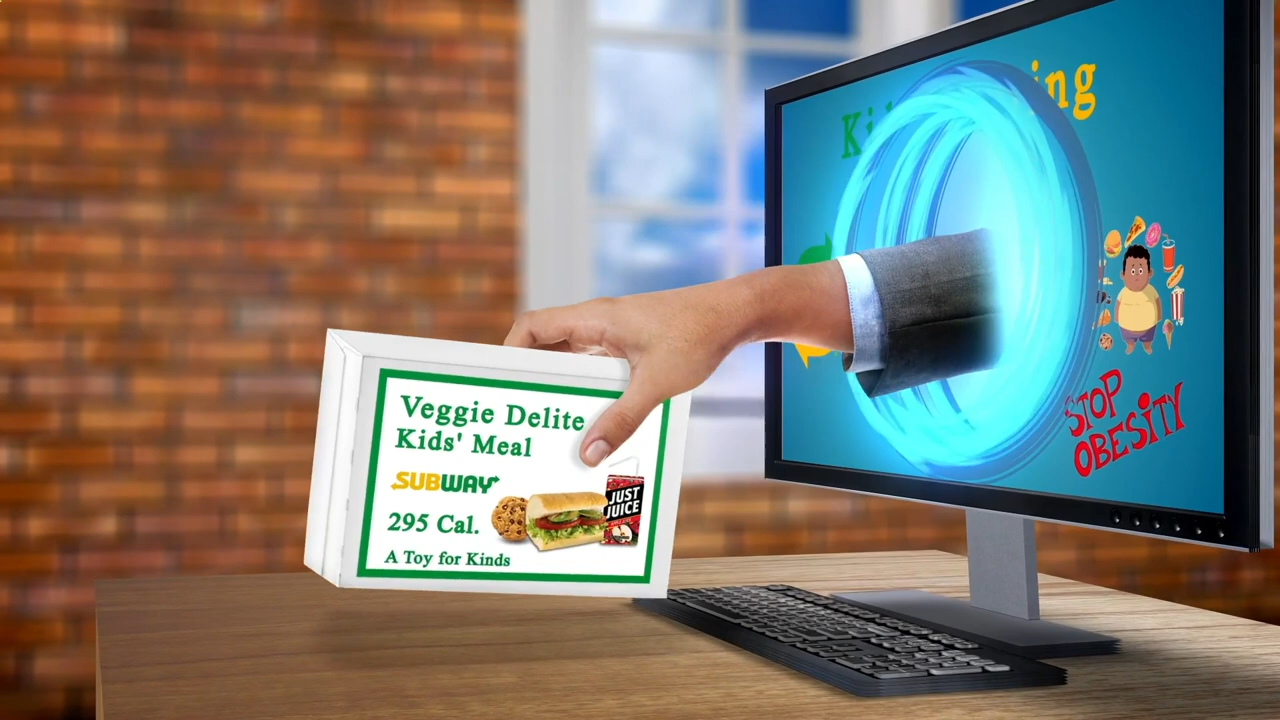 Veggie Delite
Kids' Meal
SUBWAY
295 Cal.
A Toy for Kinds
JUST
JUICE
STOP
OBESITY